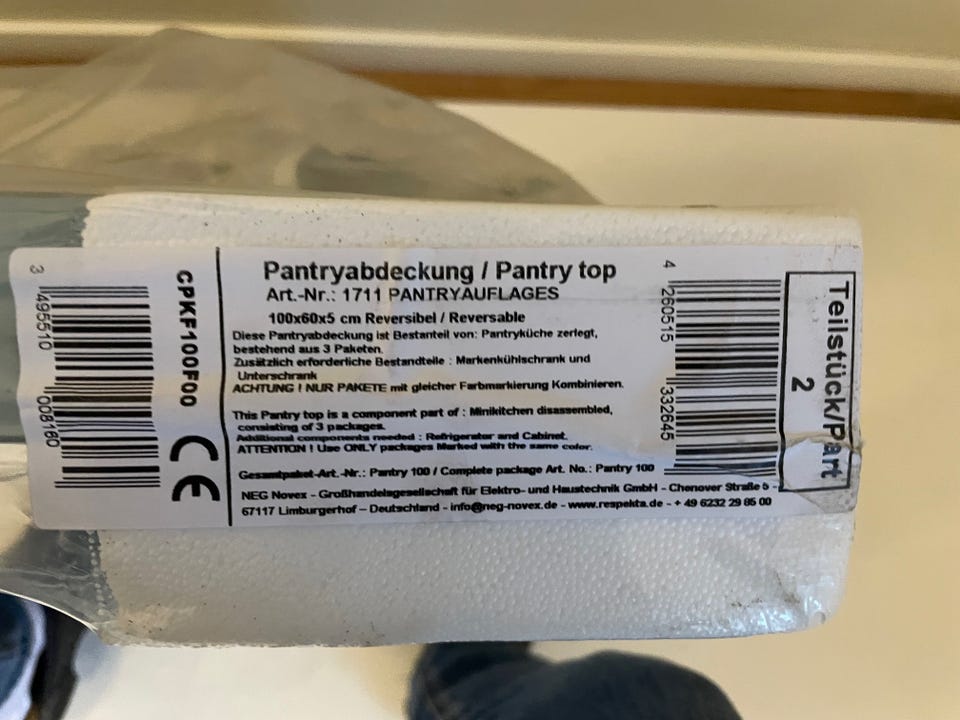 3 495510 008160
CPKF100F00
CE
Pantryabdeckung / Pantry top
Art.-Nr.: 1711 PANTRYAUFLAGES
100x60x5 cm Reversibel / Reversable
Diese Pantryabdeckung ist Bestanteil von: Pantryküche zerlegt,
bestehend aus 3 Paketen.
Zusätzlich erforderliche Bestandteile : Markenkühlschrank und
Unterschrank
ACHTUNG ! NUR PAKETE mit gleicher Farbmarkierung Kombinieren.
This Pantry top is a component part of : Minikitchen disassembled,
consisting of 3 packages.
Additional components needed : Refrigerator and Cabinet.
ATTENTION ! Use ONLY packages Marked with the same color.
Gesamtpaket-Art.-Nr.: Pantry 100 / Complete package Art. No.: Pantry 100
NEG Novex - Großhandelsgesellschaft für Elektro- und Haustechnik GmbH - Chenover Straße 5 -
67117 Limburgerhof – Deutschland - info@neg-novex.de - www.respekta.de - + 49 6232 29 85 00
4 260515 332645
Teilstück/Part
2